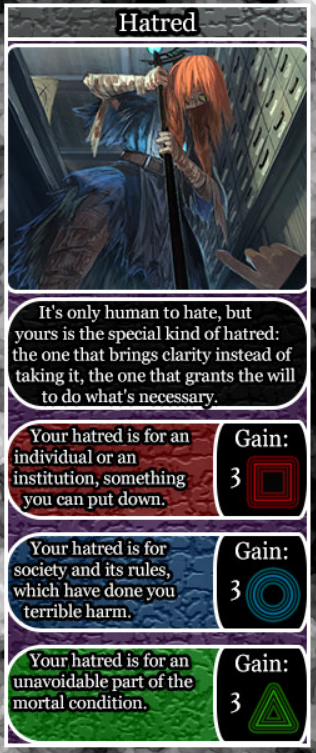 Hatred
It's only human to hate, but
yours is the special kind of hatred:
the one that brings clarity instead of
taking it, the one that grants the will
to do what's necessary.
Your hatred is for an
individual or an
institution, something
you can put down.
Gain:
3
Your hatred is for
society and its rules,
which have done you
terrible harm.
Gain:
3
Your hatred is for an
unavoidable part of the
mortal condition.
Gain:
3